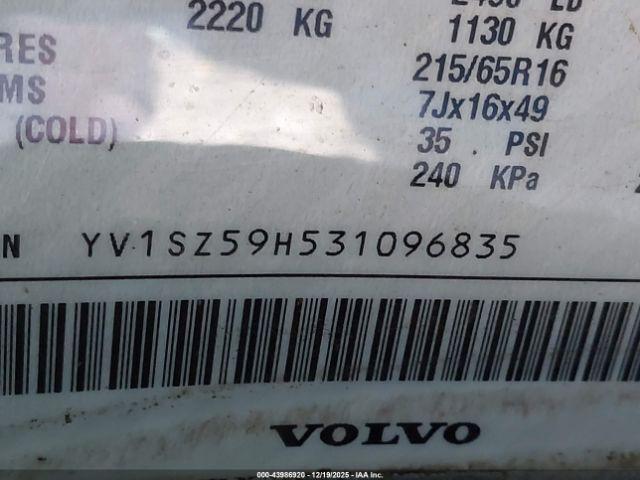 2220 KG 1130 KG
RES 215/65R16
MS 7Jx16x49
(COLD) 35 . PSI
240 KPa
N YV1SZ59H531096835
VOLVO
000-43986920 - 12/19/2025 - IAA Inc.